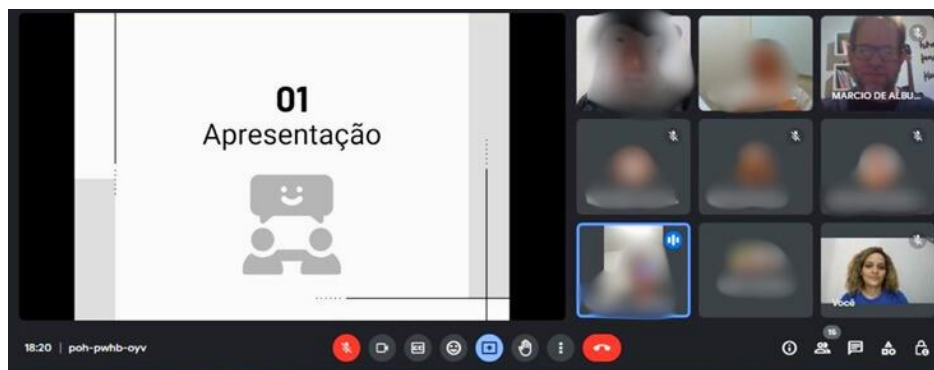 01
Apresentação
MARCIO DE ALBU...
Você
18:20 | poh-pwhb-oyv
16